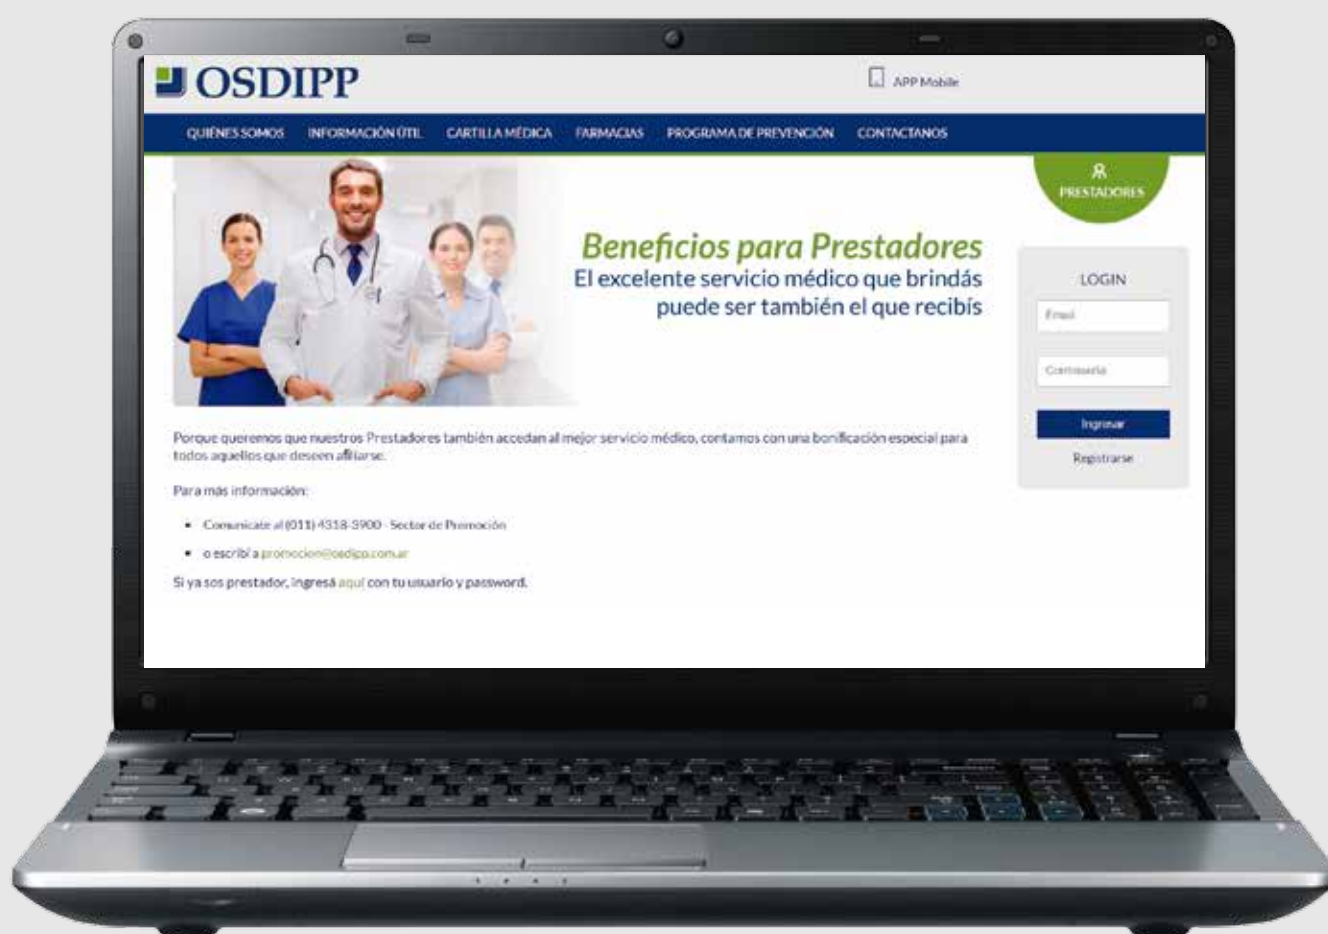 OSDIPP
APP Mobile
QUIÉNES SOMOS INFORMACIÓN ÚTIL CARTILLA MÉDICA FARMACIAS PROGRAMA DE PREVENCIÓN CONTACTANOS
PRESTADORES
Beneficios para Prestadores
El excelente servicio médico que brindás
puede ser también el que recibís
LOGIN
Email
Contraseña
Ingresar
Registrarse
Porque queremos que nuestros Prestadores también accedan al mejor servicio médico, contamos con una bonificación especial para
todos aquellos que deseen afiliarse.
Para más información:
• Comunicate al (011) 4318-3900 - Sector de Promoción
• o escribí a promocion@osdipp.com.ar
Si ya sos prestador, ingresá aquí con tu usuario y password.